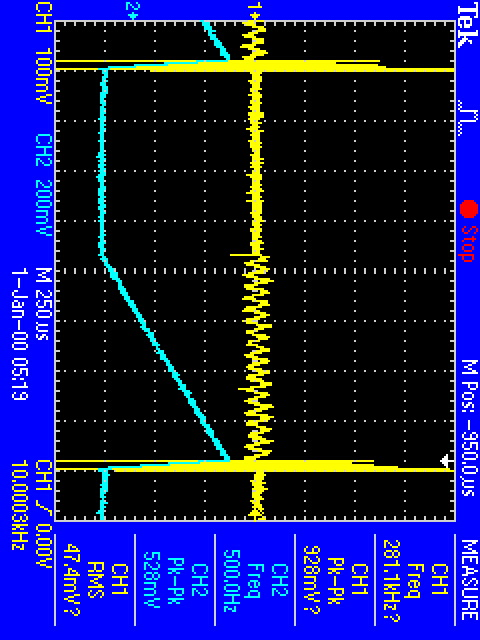 Tek
Stop
M Pos: -950.0us
MEASURE
CH1
Freq
281.1kHz?
CH1
Pk-Pk
928mV?
CH2
Freq
500.0Hz
CH2
Pk-Pk
528mV
CH1
RMS
47.4mV?
1
2
CH1 100mV CH2 200mV M 250us CH1 / 0.00V
1-Jan-00 05:19 10.0003kHz